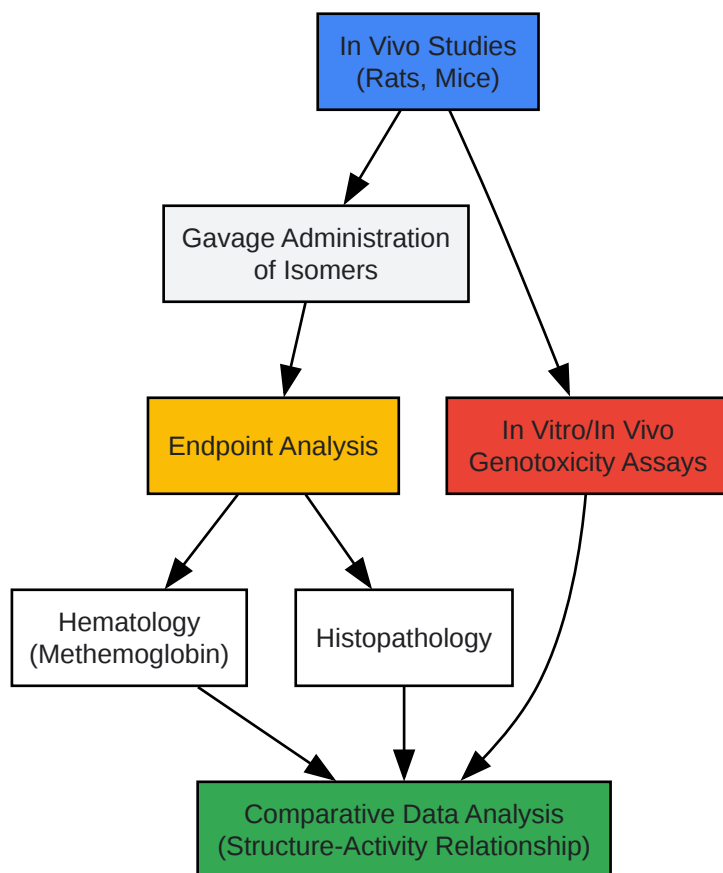 In Vivo Studies
(Rats, Mice)
Gavage Administration
of Isomers
Endpoint Analysis
In Vitro/In Vivo
Genotoxicity Assays
Hematology
(Methemoglobin)
Histopathology
Comparative Data Analysis
(Structure-Activity Relationship)